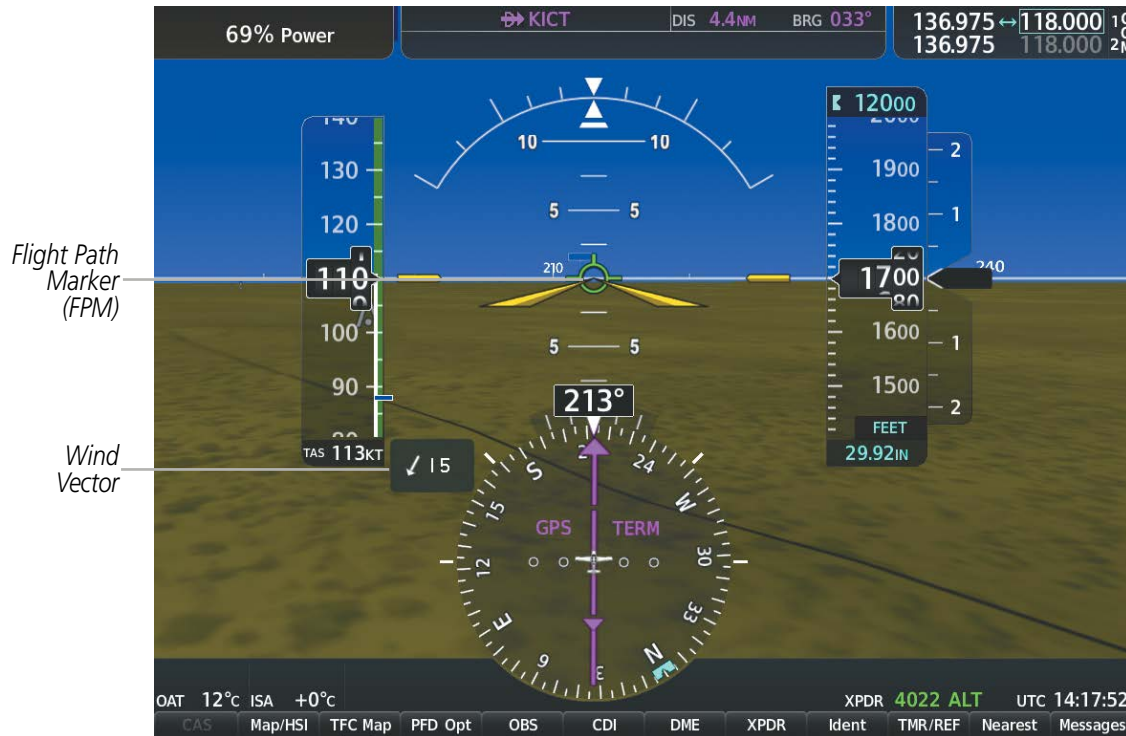 69% Power
KICT DIS 4.4NM BRG 033°
136.975 ↔ 118.000
136.975 118.000
12000
10 10
130
1900
2
5 5
120
1800
1
Flight Path
Marker
(FPM)
210
110
1700
240
80
100
1600
1
5 5
90
1500
2
213°
FEET
TAS 113KT
29.92IN
Wind
Vector
15
S
24
W
15
GPS TERM
12
30
E
33
6
3
N
OAT 12°C ISA +0°C
XPDR 4022 ALT UTC 14:17:52
CAS Map/HSI TFC Map PFD Opt OBS CDI DME XPDR Ident TMR/REF Nearest Messages